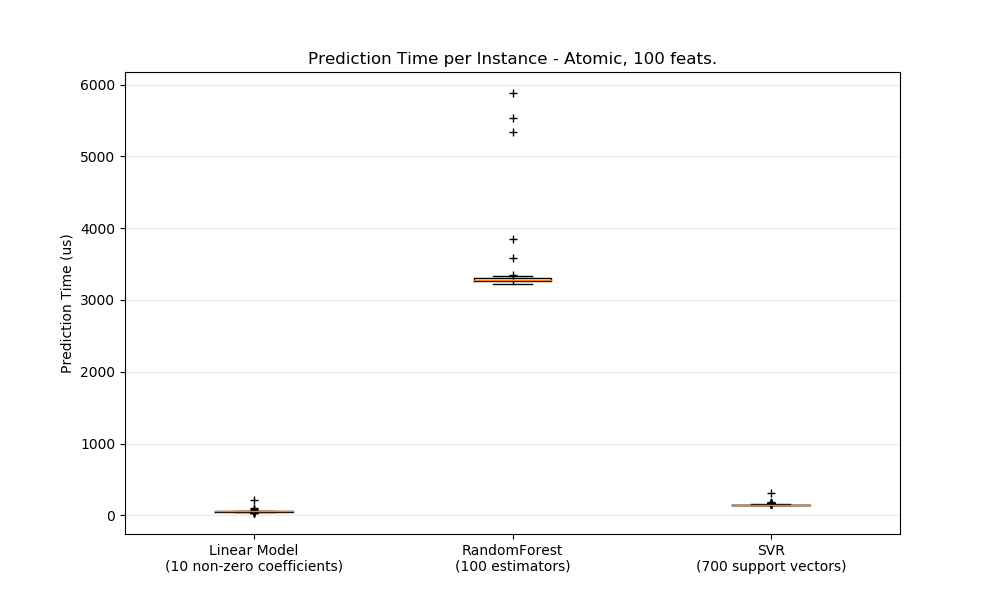 Prediction Time per Instance - Atomic, 100 feats.
Prediction Time (us)
6000
5000
4000
3000
2000
1000
0
Linear Model
(10 non-zero coefficients)
RandomForest
(100 estimators)
SVR
(700 support vectors)